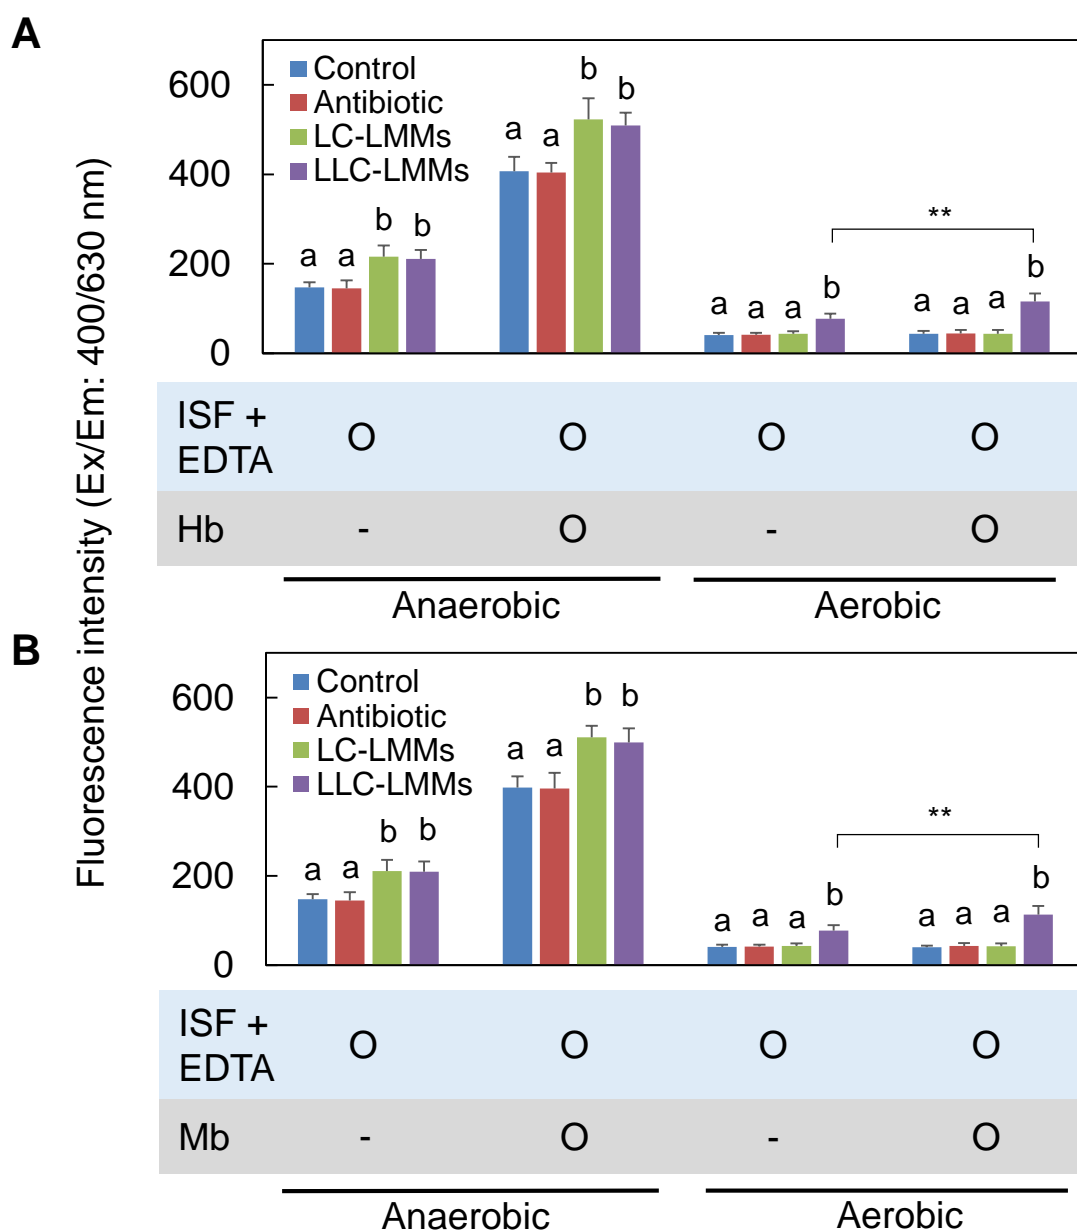 A
Fluorescence intensity (Ex/Em: 400/630 nm)
600
400
200
0
Control
Antibiotic
LC-LMMs
LLC-LMMs
a a b b
a a b b
a a a b
a a a b
**
ISF +
EDTA
O O O O
Hb - O - O
Anaerobic Aerobic
B
600
400
200
0
Control
Antibiotic
LC-LMMs
LLC-LMMs
a a b b
a a b b
a a a b
a a a b
**
ISF +
EDTA
O O O O
Mb - O - O
Anaerobic Aerobic